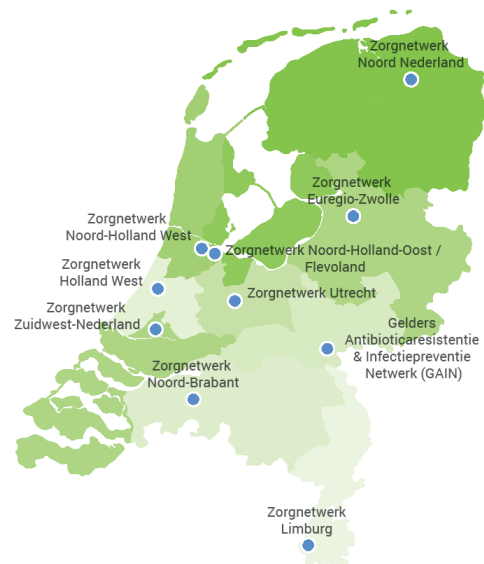 Zorgnetwerk
Noord Nederland
Zorgnetwerk
Euregio-Zwolle
Zorgnetwerk
Noord-Holland West
Zorgnetwerk Noord-Holland-Oost /
Flevoland
Zorgnetwerk
Holland West
Zorgnetwerk Utrecht
Zorgnetwerk
Zuidwest-Nederland
Gelders
Antibioticaresistentie
& Infectiepreventie
Netwerk (GAIN)
Zorgnetwerk
Noord-Brabant
Zorgnetwerk
Limburg